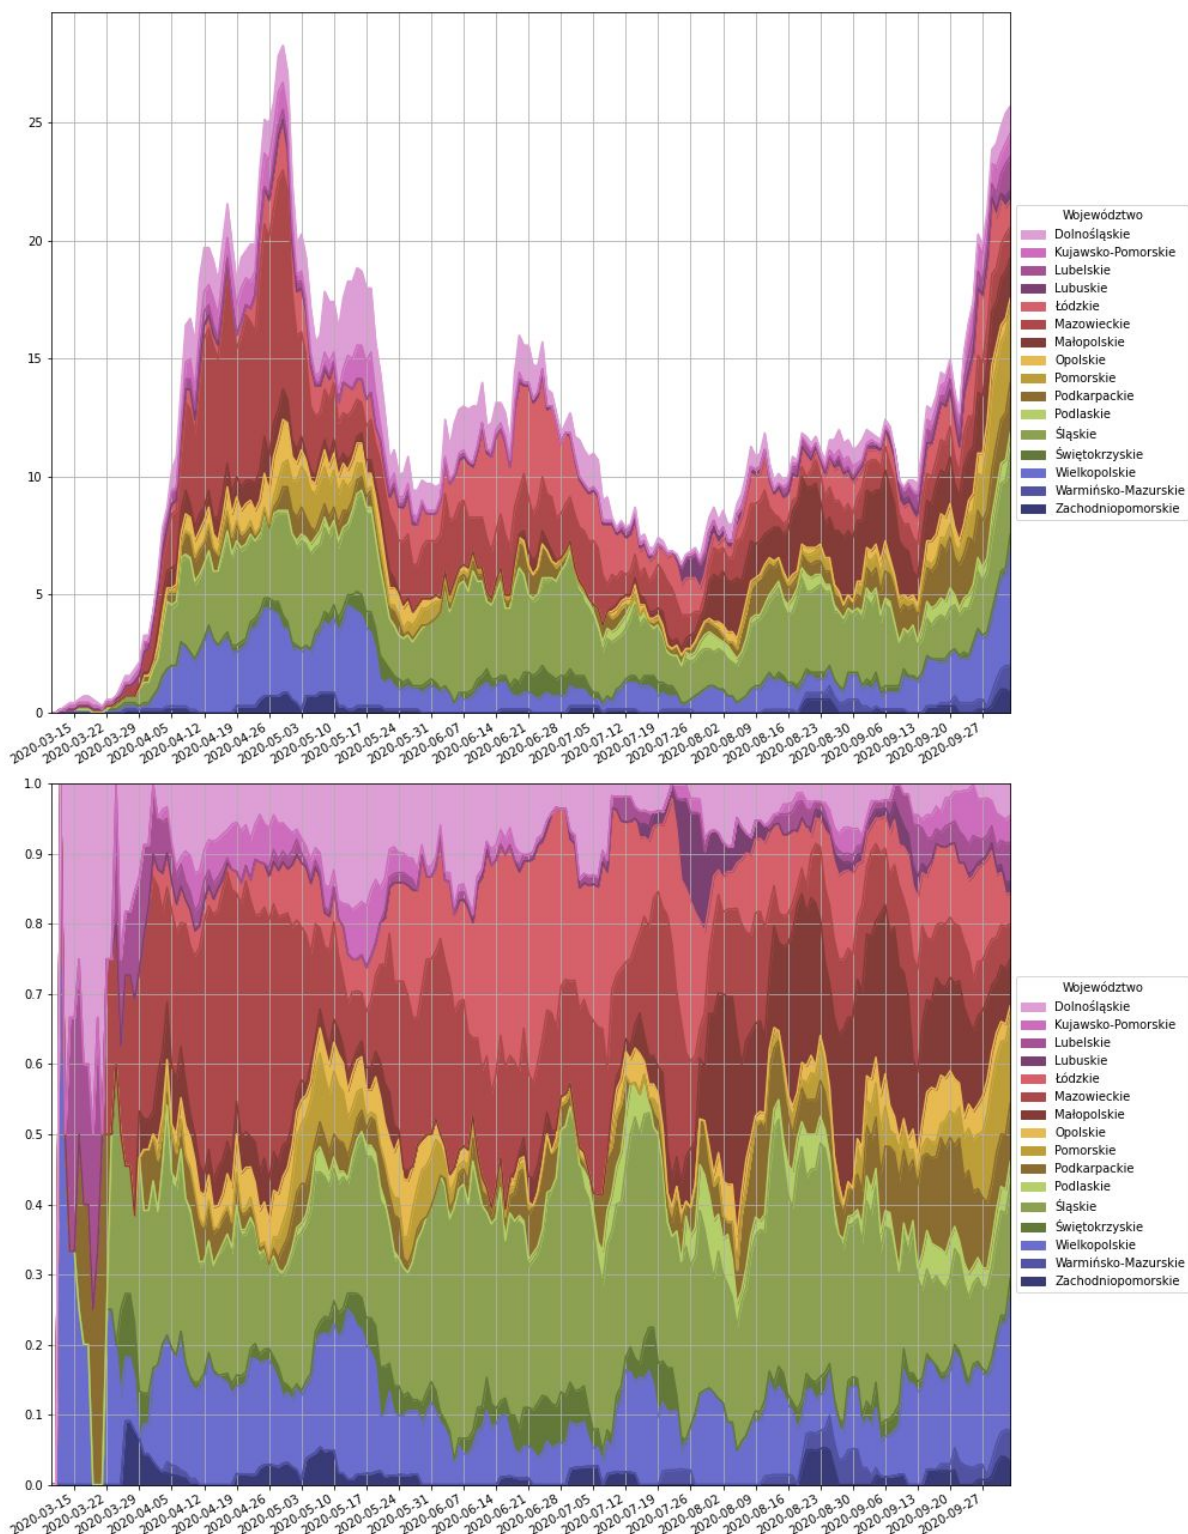 25
20
15
10
5
0
2020-03-15
2020-03-22
2020-03-29
2020-04-05
2020-04-12
2020-04-19
2020-04-26
2020-05-03
2020-05-10
2020-05-17
2020-05-24
2020-05-31
2020-06-07
2020-06-14
2020-06-21
2020-06-28
2020-07-05
2020-07-12
2020-07-19
2020-07-26
2020-08-02
2020-08-09
2020-08-16
2020-08-23
2020-08-30
2020-09-06
2020-09-13
2020-09-20
2020-09-27
Województwo
Dolnośląskie
Kujawsko-Pomorskie
Lubelskie
Lubuskie
Łódzkie
Mazowieckie
Małopolskie
Opolskie
Pomorskie
Podkarpackie
Podlaskie
Śląskie
Świętokrzyskie
Wielkopolskie
Warmińsko-Mazurskie
Zachodniopomorskie
1.0
0.9
0.8
0.7
0.6
0.5
0.4
0.3
0.2
0.1
0.0
2020-03-15
2020-03-22
2020-03-29
2020-04-05
2020-04-12
2020-04-19
2020-04-26
2020-05-03
2020-05-10
2020-05-17
2020-05-24
2020-05-31
2020-06-07
2020-06-14
2020-06-21
2020-06-28
2020-07-05
2020-07-12
2020-07-19
2020-07-26
2020-08-02
2020-08-09
2020-08-16
2020-08-23
2020-08-30
2020-09-06
2020-09-13
2020-09-20
2020-09-27
Województwo
Dolnośląskie
Kujawsko-Pomorskie
Lubelskie
Lubuskie
Łódzkie
Mazowieckie
Małopolskie
Opolskie
Pomorskie
Podkarpackie
Podlaskie
Śląskie
Świętokrzyskie
Wielkopolskie
Warmińsko-Mazurskie
Zachodniopomorskie